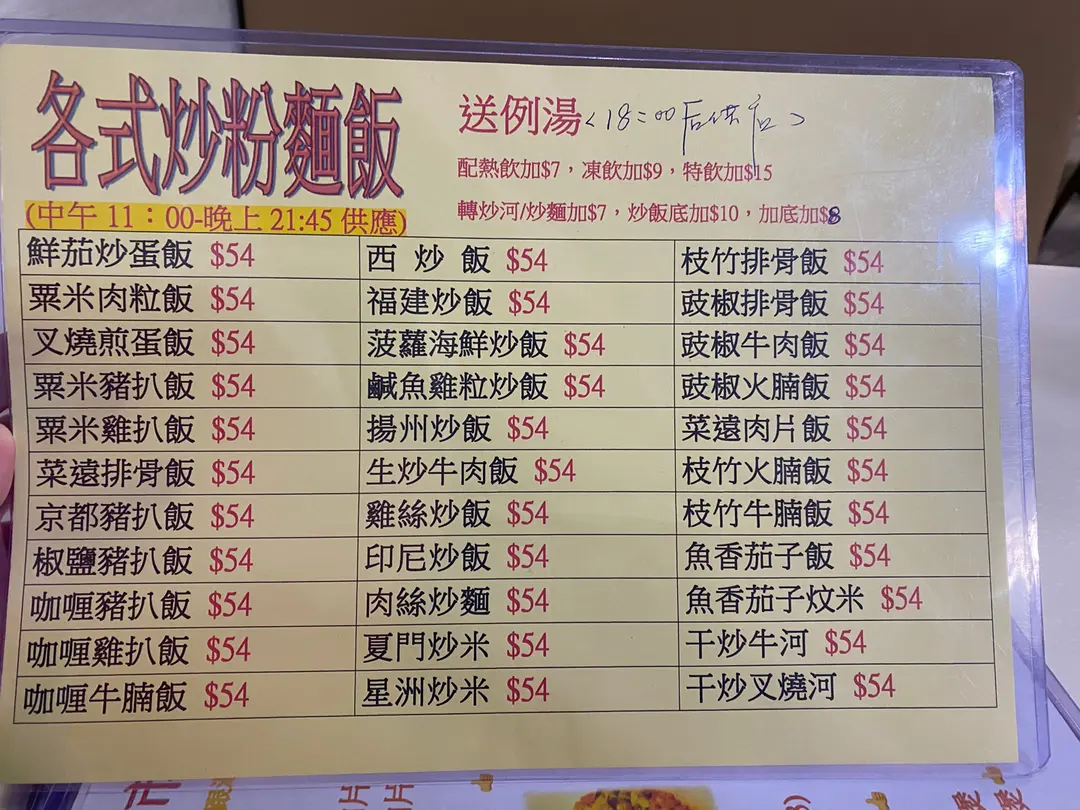 各式炒粉麵飯
(中午 11：00-晚上 21:45 供應)
送例湯<18:00后供应>
配熱飲加$7，凍飲加$9，特飲加$15
轉炒河/炒麵加$7，炒飯底加$10，加底加$8
鮮茄炒蛋飯 $54 西 炒 飯 $54 枝竹排骨飯 $54
粟米肉粒飯 $54 福建炒飯 $54 豉椒排骨飯 $54
叉燒煎蛋飯 $54 菠蘿海鮮炒飯 $54 豉椒牛肉飯 $54
粟米豬扒飯 $54 鹹魚雞粒炒飯 $54 豉椒火腩飯 $54
粟米雞扒飯 $54 揚州炒飯 $54 菜遠肉片飯 $54
菜遠排骨飯 $54 生炒牛肉飯 $54 枝竹火腩飯 $54
京都豬扒飯 $54 雞絲炒飯 $54 枝竹牛腩飯 $54
椒鹽豬扒飯 $54 印尼炒飯 $54 魚香茄子飯 $54
咖喱豬扒飯 $54 肉絲炒麵 $54 魚香茄子炆米 $54
咖喱雞扒飯 $54 夏門炒米 $54 干炒牛河 $54
咖喱牛腩飯 $54 星洲炒米 $54 干炒叉燒河 $54